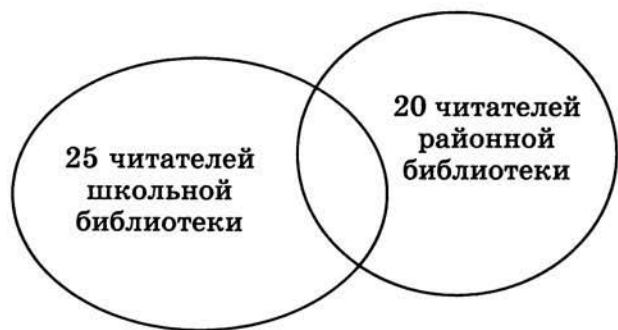 25 читателей
школьной
библиотеки
20 читателей
районной
библиотеки